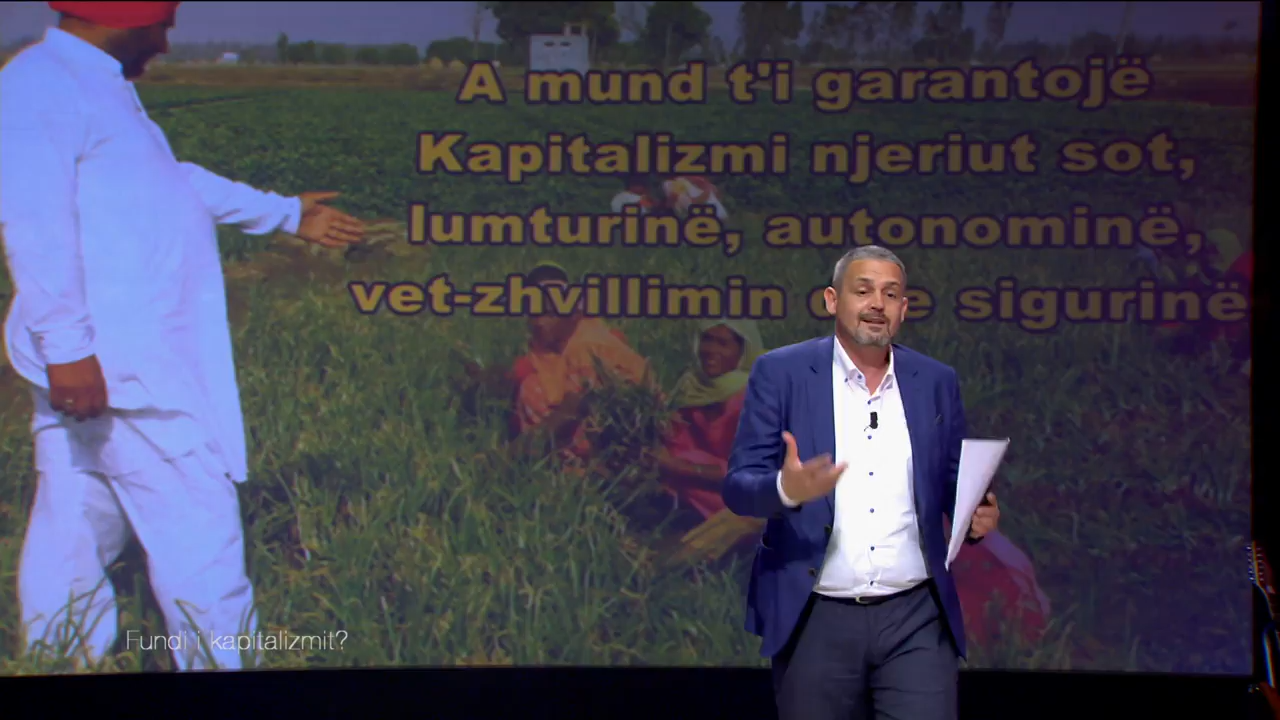 A mund t'i garantojë
Kapitalizmi njeriut sot,
lumturinë, autonominë,
vet-zhvillimin e sigurinë
Fundi i kapitalizmit?